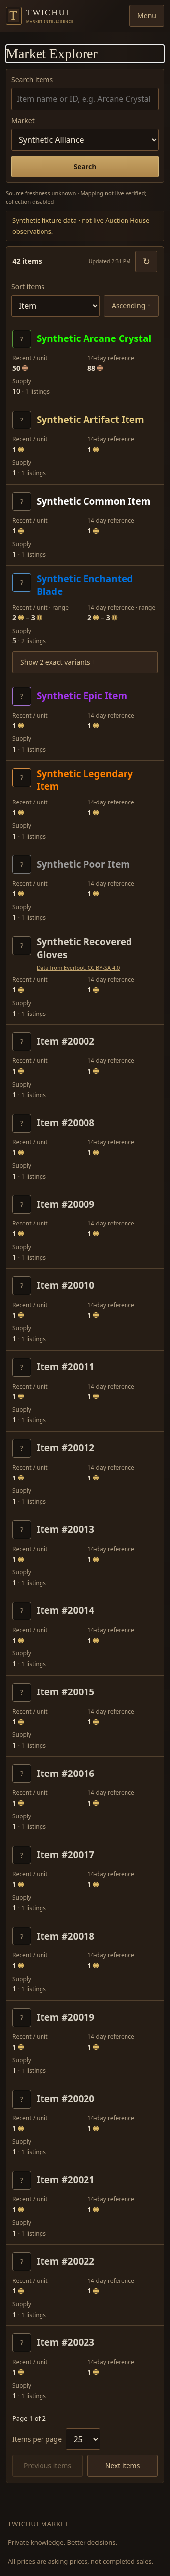 T
TWICHUI
MARKET INTELLIGENCE
Menu
Market Explorer
Search items
Item name or ID, e.g. Arcane Crystal
Market
Synthetic Alliance
Search
Source freshness unknown · Mapping not live-verified;
collection disabled
Synthetic fixture data · not live Auction House
observations.
42 items
Updated 2:31 PM
↻
Sort items
Item
Ascending ↑
?
Synthetic Arcane Crystal
Recent / unit 14-day reference
50 88
Supply
10 · 1 listings
?
Synthetic Artifact Item
Recent / unit 14-day reference
1 1
Supply
1 · 1 listings
?
Synthetic Common Item
Recent / unit 14-day reference
1 1
Supply
1 · 1 listings
?
Synthetic Enchanted
Blade
Recent / unit · range 14-day reference / unit · range
2 – 3 2 – 3
Supply
5 · 2 listings
Show 2 exact variants +
?
Synthetic Epic Item
Recent / unit 14-day reference
1 1
Supply
1 · 1 listings
?
Synthetic Legendary
Item
Recent / unit 14-day reference
1 1
Supply
1 · 1 listings
?
Synthetic Poor Item
Recent / unit 14-day reference
1 1
Supply
1 · 1 listings
?
Synthetic Recovered
Gloves
Data from Everlook, CC BY-SA 4.0
Recent / unit 14-day reference
1 1
Supply
1 · 1 listings
?
Item #20002
Recent / unit 14-day reference
1 1
Supply
1 · 1 listings
?
Item #20008
Recent / unit 14-day reference
1 1
Supply
1 · 1 listings
?
Item #20009
Recent / unit 14-day reference
1 1
Supply
1 · 1 listings
?
Item #20010
Recent / unit 14-day reference
1 1
Supply
1 · 1 listings
?
Item #20011
Recent / unit 14-day reference
1 1
Supply
1 · 1 listings
?
Item #20012
Recent / unit 14-day reference
1 1
Supply
1 · 1 listings
?
Item #20013
Recent / unit 14-day reference
1 1
Supply
1 · 1 listings
?
Item #20014
Recent / unit 14-day reference
1 1
Supply
1 · 1 listings
?
Item #20015
Recent / unit 14-day reference
1 1
Supply
1 · 1 listings
?
Item #20016
Recent / unit 14-day reference
1 1
Supply
1 · 1 listings
?
Item #20017
Recent / unit 14-day reference
1 1
Supply
1 · 1 listings
?
Item #20018
Recent / unit 14-day reference
1 1
Supply
1 · 1 listings
?
Item #20019
Recent / unit 14-day reference
1 1
Supply
1 · 1 listings
?
Item #20020
Recent / unit 14-day reference
1 1
Supply
1 · 1 listings
?
Item #20021
Recent / unit 14-day reference
1 1
Supply
1 · 1 listings
?
Item #20022
Recent / unit 14-day reference
1 1
Supply
1 · 1 listings
?
Item #20023
Recent / unit 14-day reference
1 1
Supply
1 · 1 listings
Page 1 of 2
Items per page 25
Previous items Next items
TWICHUI MARKET
Private knowledge. Better decisions.
All prices are asking prices, not completed sales.